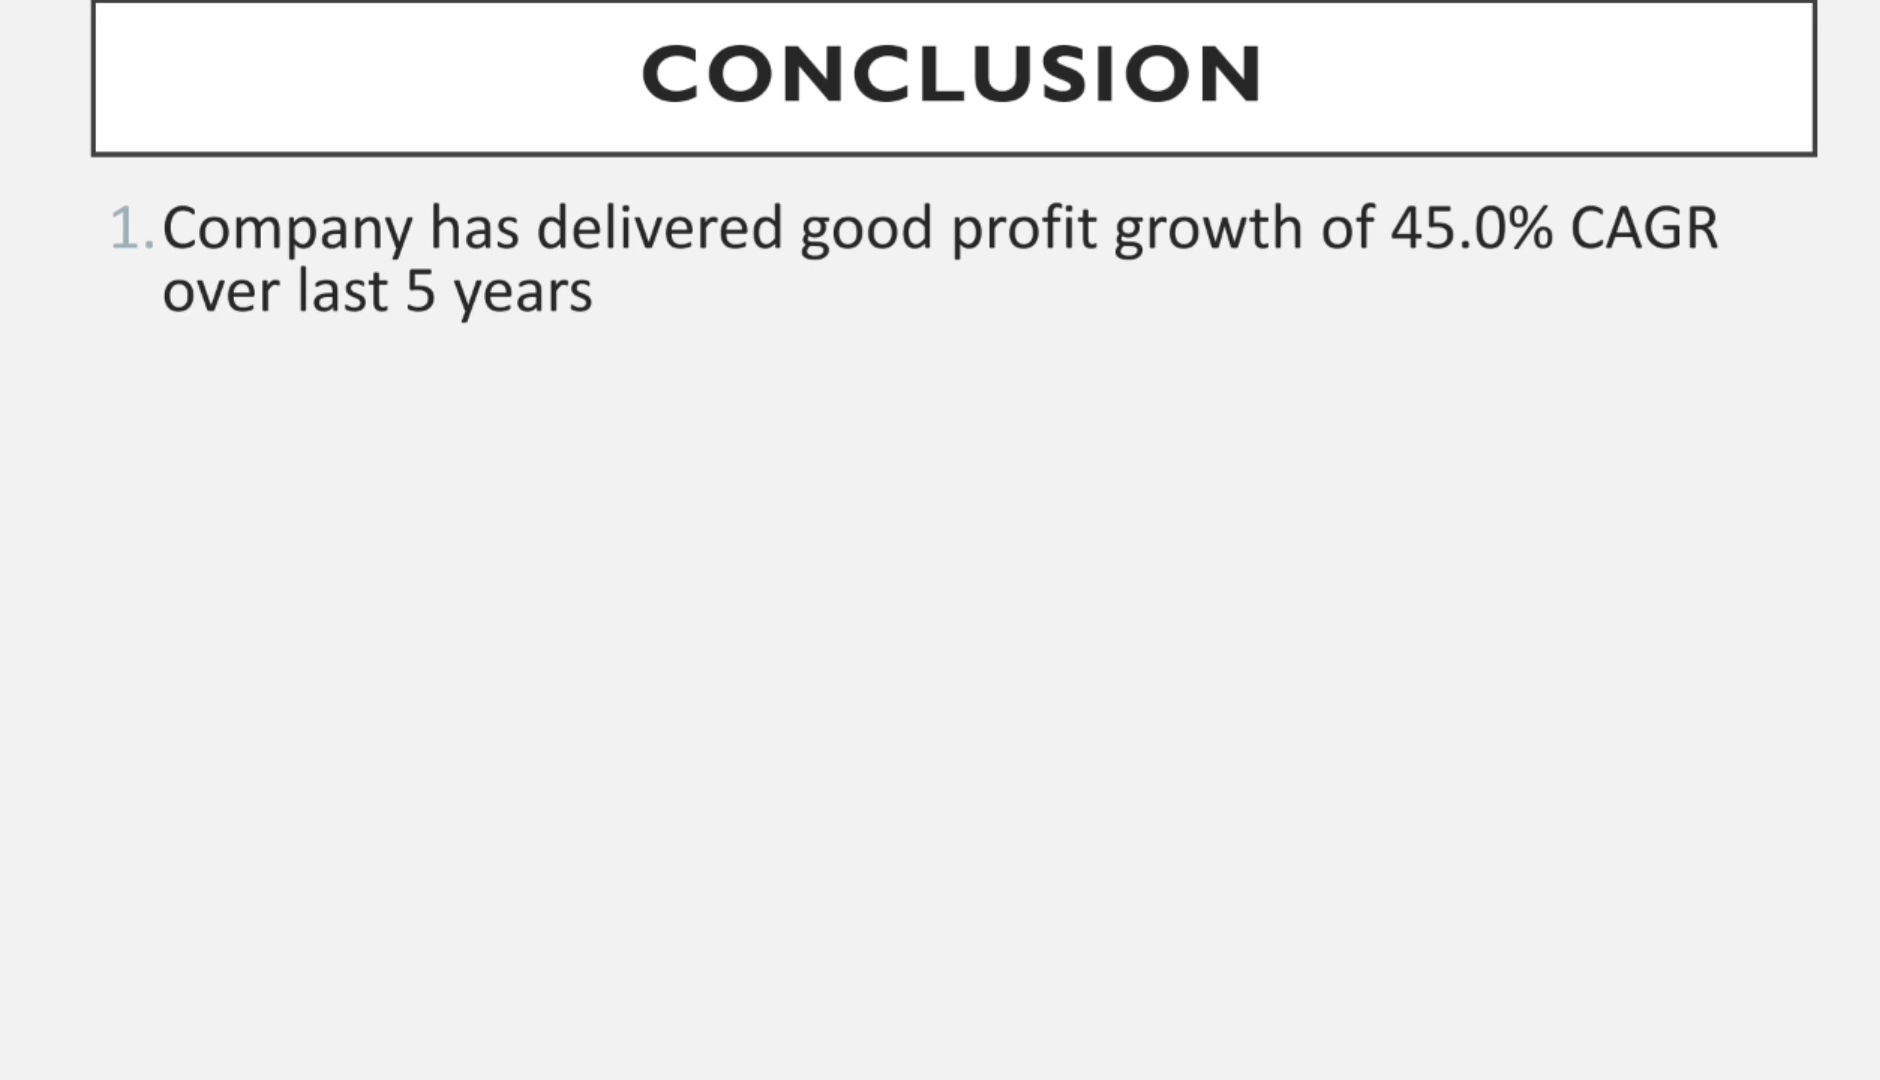 CONCLUSION
1. Company has delivered good profit growth of 45.0% CAGR
over last 5 years